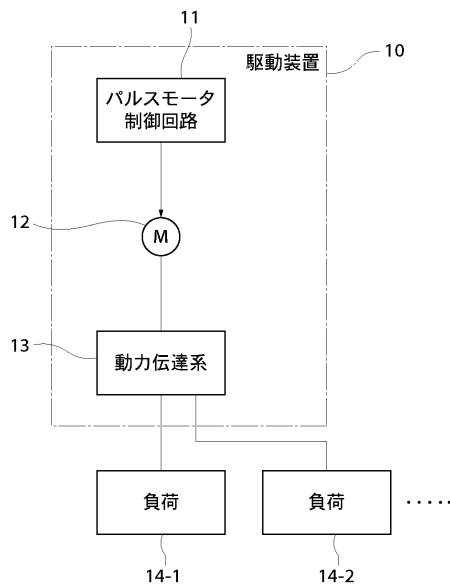 11
駆動装置
10
パルスモータ
制御回路
12
M
13
動力伝達系
負荷
負荷
.....
14-1
14-2